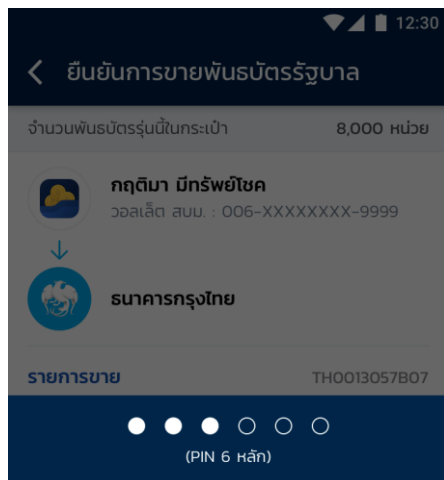 12:30
ยืนยันการขายพันธบัตรรัฐบาล
จำนวนพันธบัตรรุ่นนี้ในกระเป๋า 8,000 หน่วย
กฤติมา มีทรัพย์โชค
วอลเล็ต สบม. : 006-XXXXXXXX-9999
ธนาคารกรุงไทย
รายการขาย TH0013057B07
(PIN 6 หลัก)